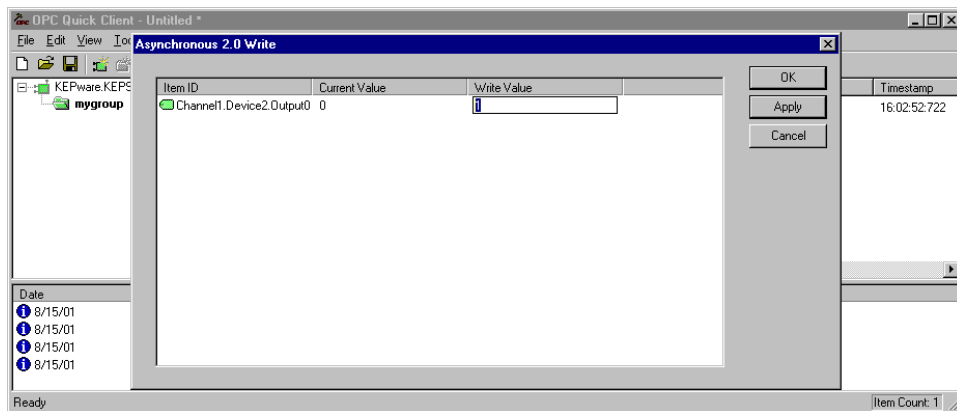 OPC Quick Client - Untitled *
File Edit View Too
Asynchronous 2.0 Write
KEPware.KEPS
mygroup
Item ID Current Value Write Value
Channel1.Device2.Output0 0 1
OK
Apply
Cancel
Timestamp
16:02:52:722
Date
8/15/01
8/15/01
8/15/01
8/15/01
Ready
Item Count: 1